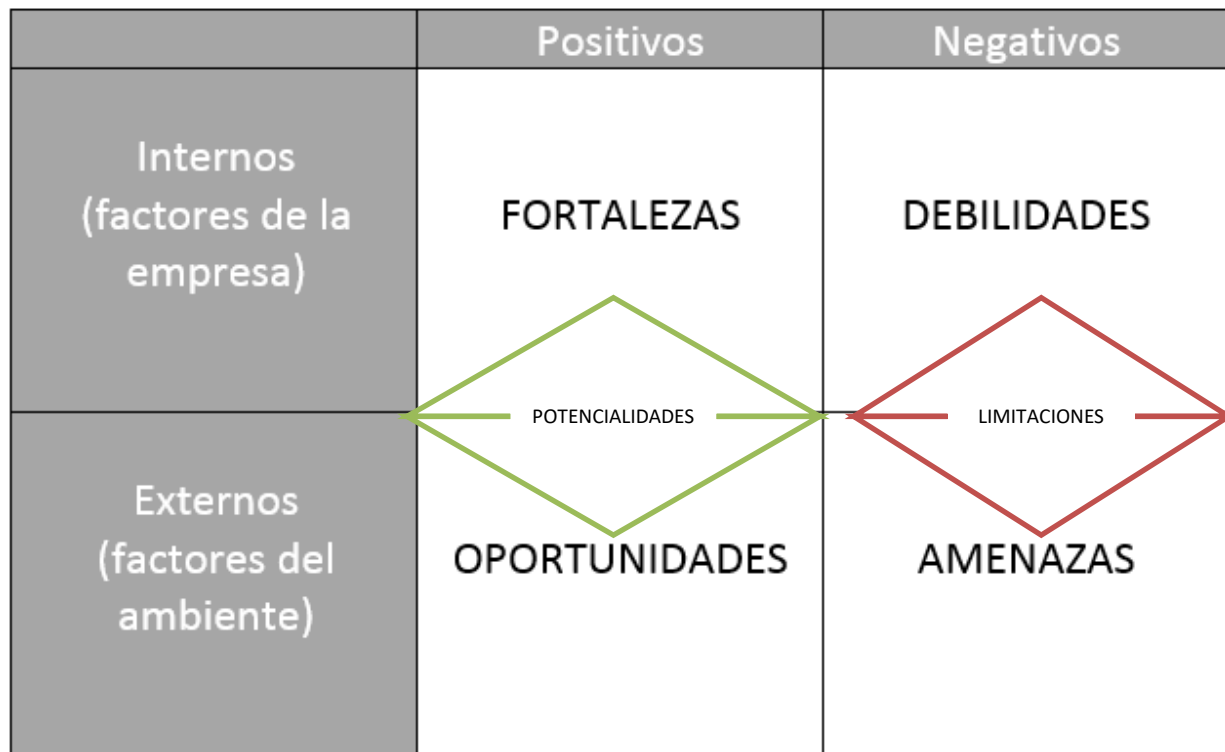 Positivos
Negativos
Internos
(factores de la
empresa)
FORTALEZAS
DEBILIDADES
POTENCIALIDADES
LIMITACIONES
Externos
(factores del
ambiente)
OPORTUNIDADES
AMENAZAS